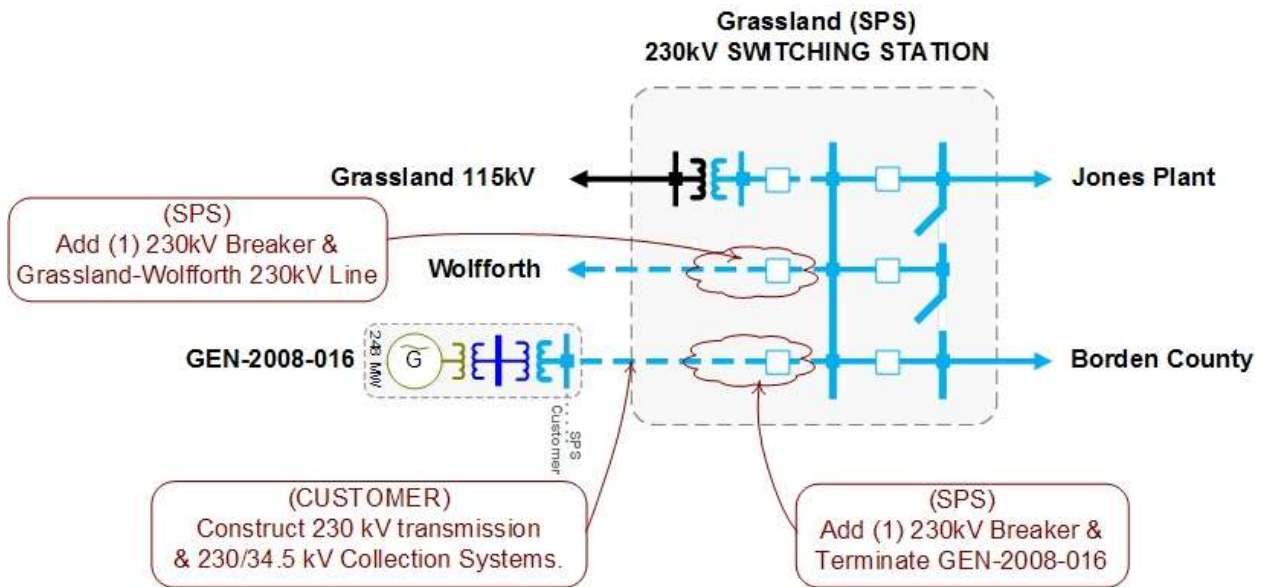 Grassland (SPS)
230kV SWITCHING STATION
Grassland 115kV
Jones Plant
(SPS)
Add (1) 230kV Breaker &
Grassland-Wolfforth 230kV Line
Wolfforth
GEN-2008-016
248 MW
G
Borden County
SPS
Customer
(CUSTOMER)
Construct 230 kV transmission
& 230/34.5 kV Collection Systems.
(SPS)
Add (1) 230kV Breaker &
Terminate GEN-2008-016